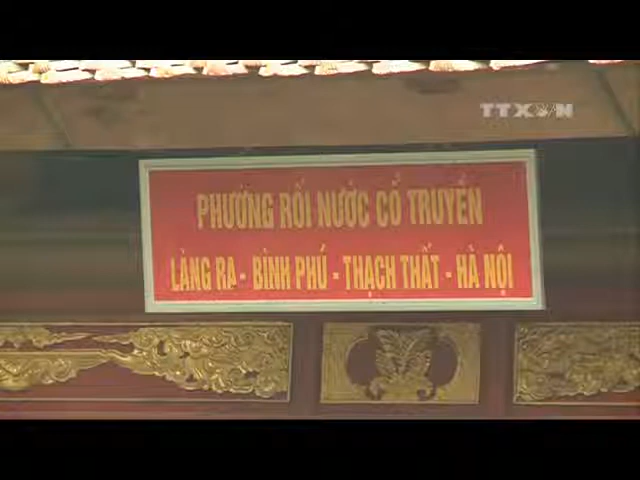 TTXVN
PHƯỜNG RỐI NƯỚC CỔ TRUYỀN
LÀNG RA - BÌNH PHÚ - THẠCH THẤT - HÀ NỘI